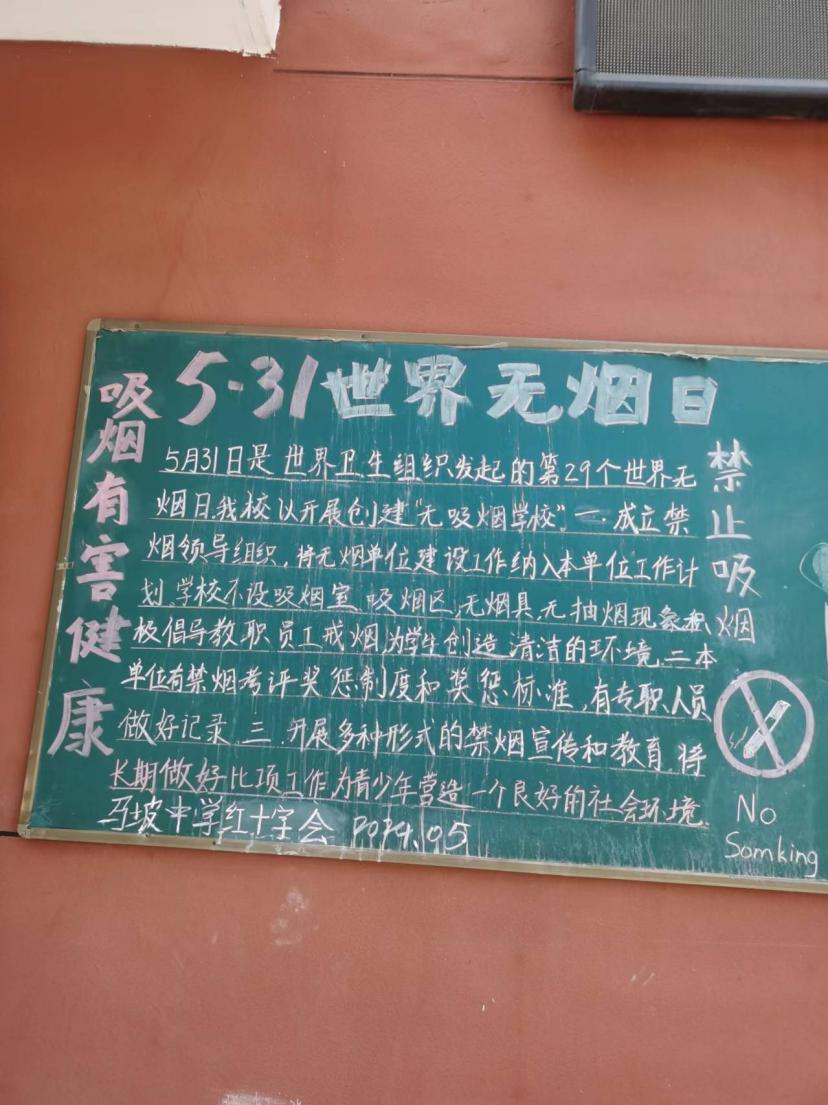 5·31世界无烟日
吸烟有害健康
5月31日是世界卫生组织发起的第29个世界无
烟日.我校认开展创建“无吸烟学校”一.成立禁
烟领导组织,将无烟单位建设工作纳入本单位工作计
划.学校不设吸烟室.吸烟区,无烟具,无抽烟现象积
极倡导教职员工戒烟为学生创造清洁的环境.二本
单位有禁烟考评奖惩制度和奖惩标准,有专职人员
做好记录.三.开展多种形式的禁烟宣传和教育.将
长期做好比项工作为青少年营造一个良好的社会环境.
马坡中学红十字会 2024.05
禁止吸烟
No
Somking